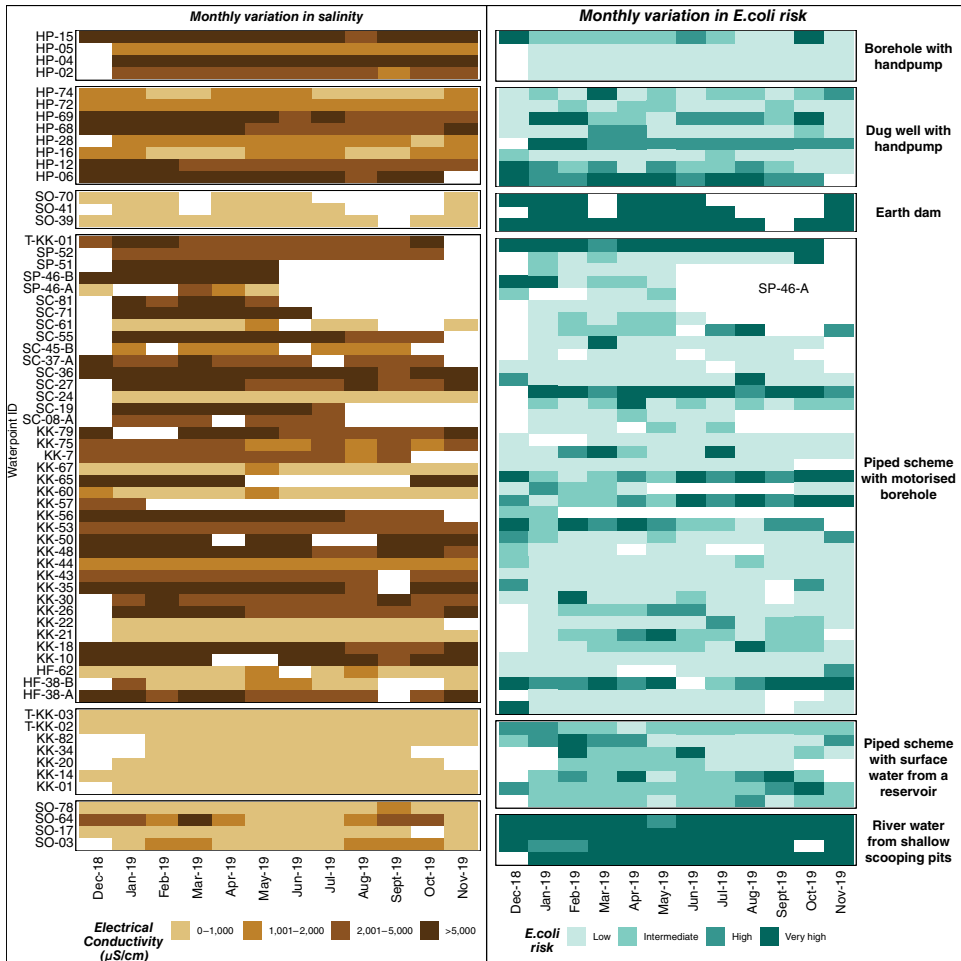 Monthly variation in salinity
Monthly variation in E.coli risk
Waterpoint ID
HP-15
HP-05
HP-04
HP-02
Borehole with
handpump
HP-74
HP-72
HP-69
HP-68
HP-28
HP-16
HP-12
HP-06
Dug well with
handpump
SO-70
SO-41
SO-39
Earth dam
T-KK-01
SP-52
SP-51
SP-46-B
SP-46-A
SC-81
SC-71
SC-61
SC-55
SC-45-B
SC-37-A
SC-36
SC-27
SC-24
SC-19
SC-08-A
KK-79
KK-75
KK-7
KK-67
KK-65
KK-60
KK-57
KK-56
KK-53
KK-50
KK-48
KK-44
KK-43
KK-35
KK-30
KK-26
KK-22
KK-21
KK-18
KK-10
HF-62
HF-38-B
HF-38-A
SP-46-A
Piped scheme
with motorised
borehole
T-KK-03
T-KK-02
KK-82
KK-34
KK-20
KK-14
KK-01
Piped scheme
with surface
water from a
reservoir
SO-78
SO-64
SO-17
SO-03
River water
from shallow
scooping pits
Dec-18
Jan-19
Feb-19
Mar-19
Apr-19
May-19
Jun-19
Jul-19
Aug-19
Sept-19
Oct-19
Nov-19
Dec-18
Jan-19
Feb-19
Mar-19
Apr-19
May-19
Jun-19
Jul-19
Aug-19
Sept-19
Oct-19
Nov-19
Electrical
Conductivity
(µS/cm)
0–1,000
1,001–2,000
2,001–5,000
>5,000
E.coli
risk
Low
Intermediate
High
Very high